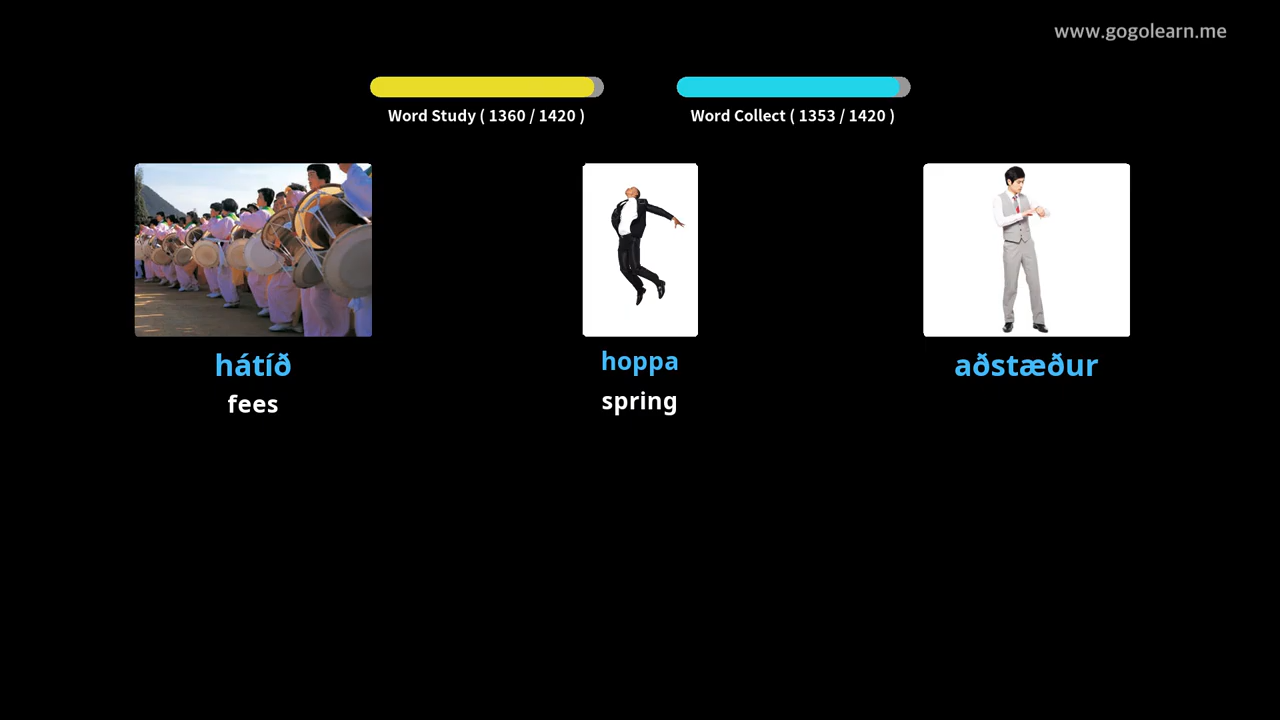 www.gogolearn.me
Word Study ( 1360 / 1420 )
Word Collect ( 1353 / 1420 )
hátíð
fees
hoppa
spring
aðstæður